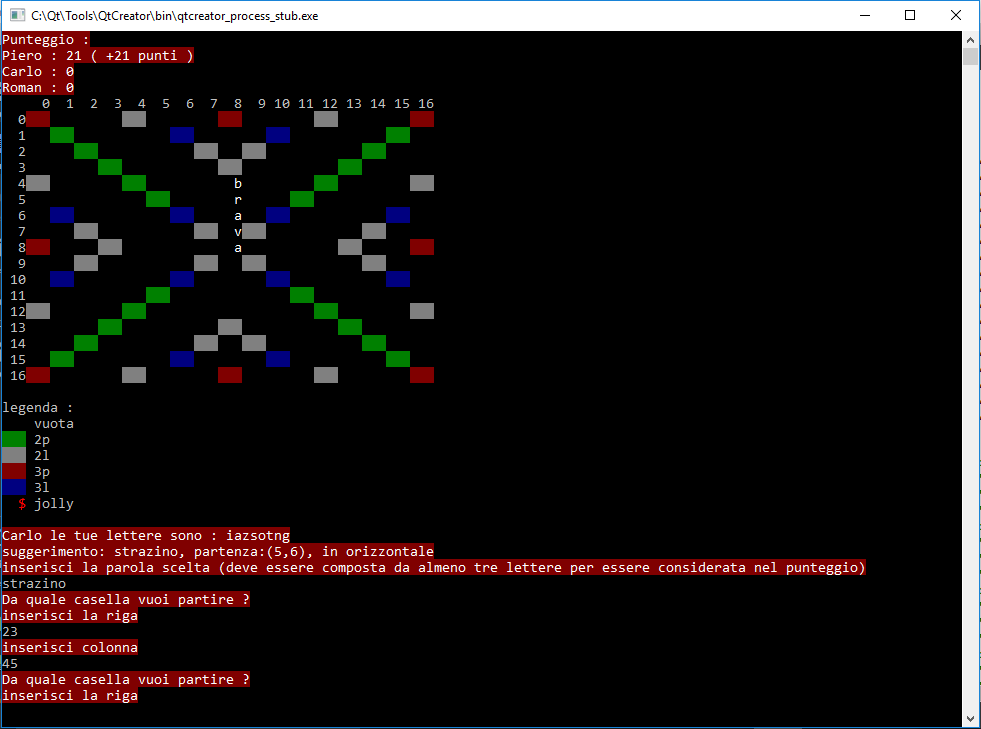 C:\Qt\Tools\QtCreator\bin\qtcreator_process_stub.exe
Punteggio :
Piero : 21 ( +21 punti )
Carlo : 0
Roman : 0
0 1 2 3 4 5 6 7 8 9 10 11 12 13 14 15 16
0
1
2
3
4 b
5 r
6 a
7 v
8 a
9
10
11
12
13
14
15
16
legenda :
vuota
2p
2l
3p
3l
$ jolly
Carlo le tue lettere sono : iazsotng
suggerimento: strazino, partenza:(5,6), in orizzontale
inserisci la parola scelta (deve essere composta da almeno tre lettere per essere considerata nel punteggio)
strazino
Da quale casella vuoi partire ?
inserisci la riga
23
inserisci colonna
45
Da quale casella vuoi partire ?
inserisci la riga